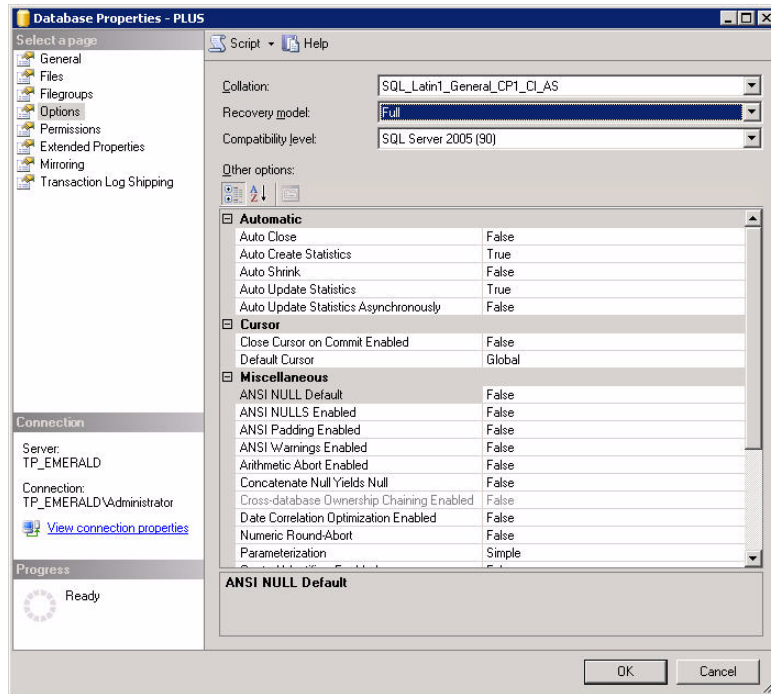 Database Properties - PLUS
Select a page
General
Files
Filegroups
Options
Permissions
Extended Properties
Mirroring
Transaction Log Shipping
Script
Help
Collation: SQL_Latin1_General_CP1_CI_AS
Recovery model: Full
Compatibility level: SQL Server 2005 (90)
Other options:
Automatic
Auto Close False
Auto Create Statistics True
Auto Shrink False
Auto Update Statistics True
Auto Update Statistics Asynchronously False
Cursor
Close Cursor on Commit Enabled False
Default Cursor Global
Miscellaneous
ANSI NULL Default False
ANSI NULLS Enabled False
ANSI Padding Enabled False
ANSI Warnings Enabled False
Arithmetic Abort Enabled False
Concatenate Null Yields Null False
Cross-database Ownership Chaining Enabled False
Date Correlation Optimization Enabled False
Numeric Round-Abort False
Parameterization Simple
ANSI NULL Default
Connection
Server:
TP_EMERALD
Connection:
TP_EMERALD\Administrator
View connection properties
Progress
Ready
OK
Cancel